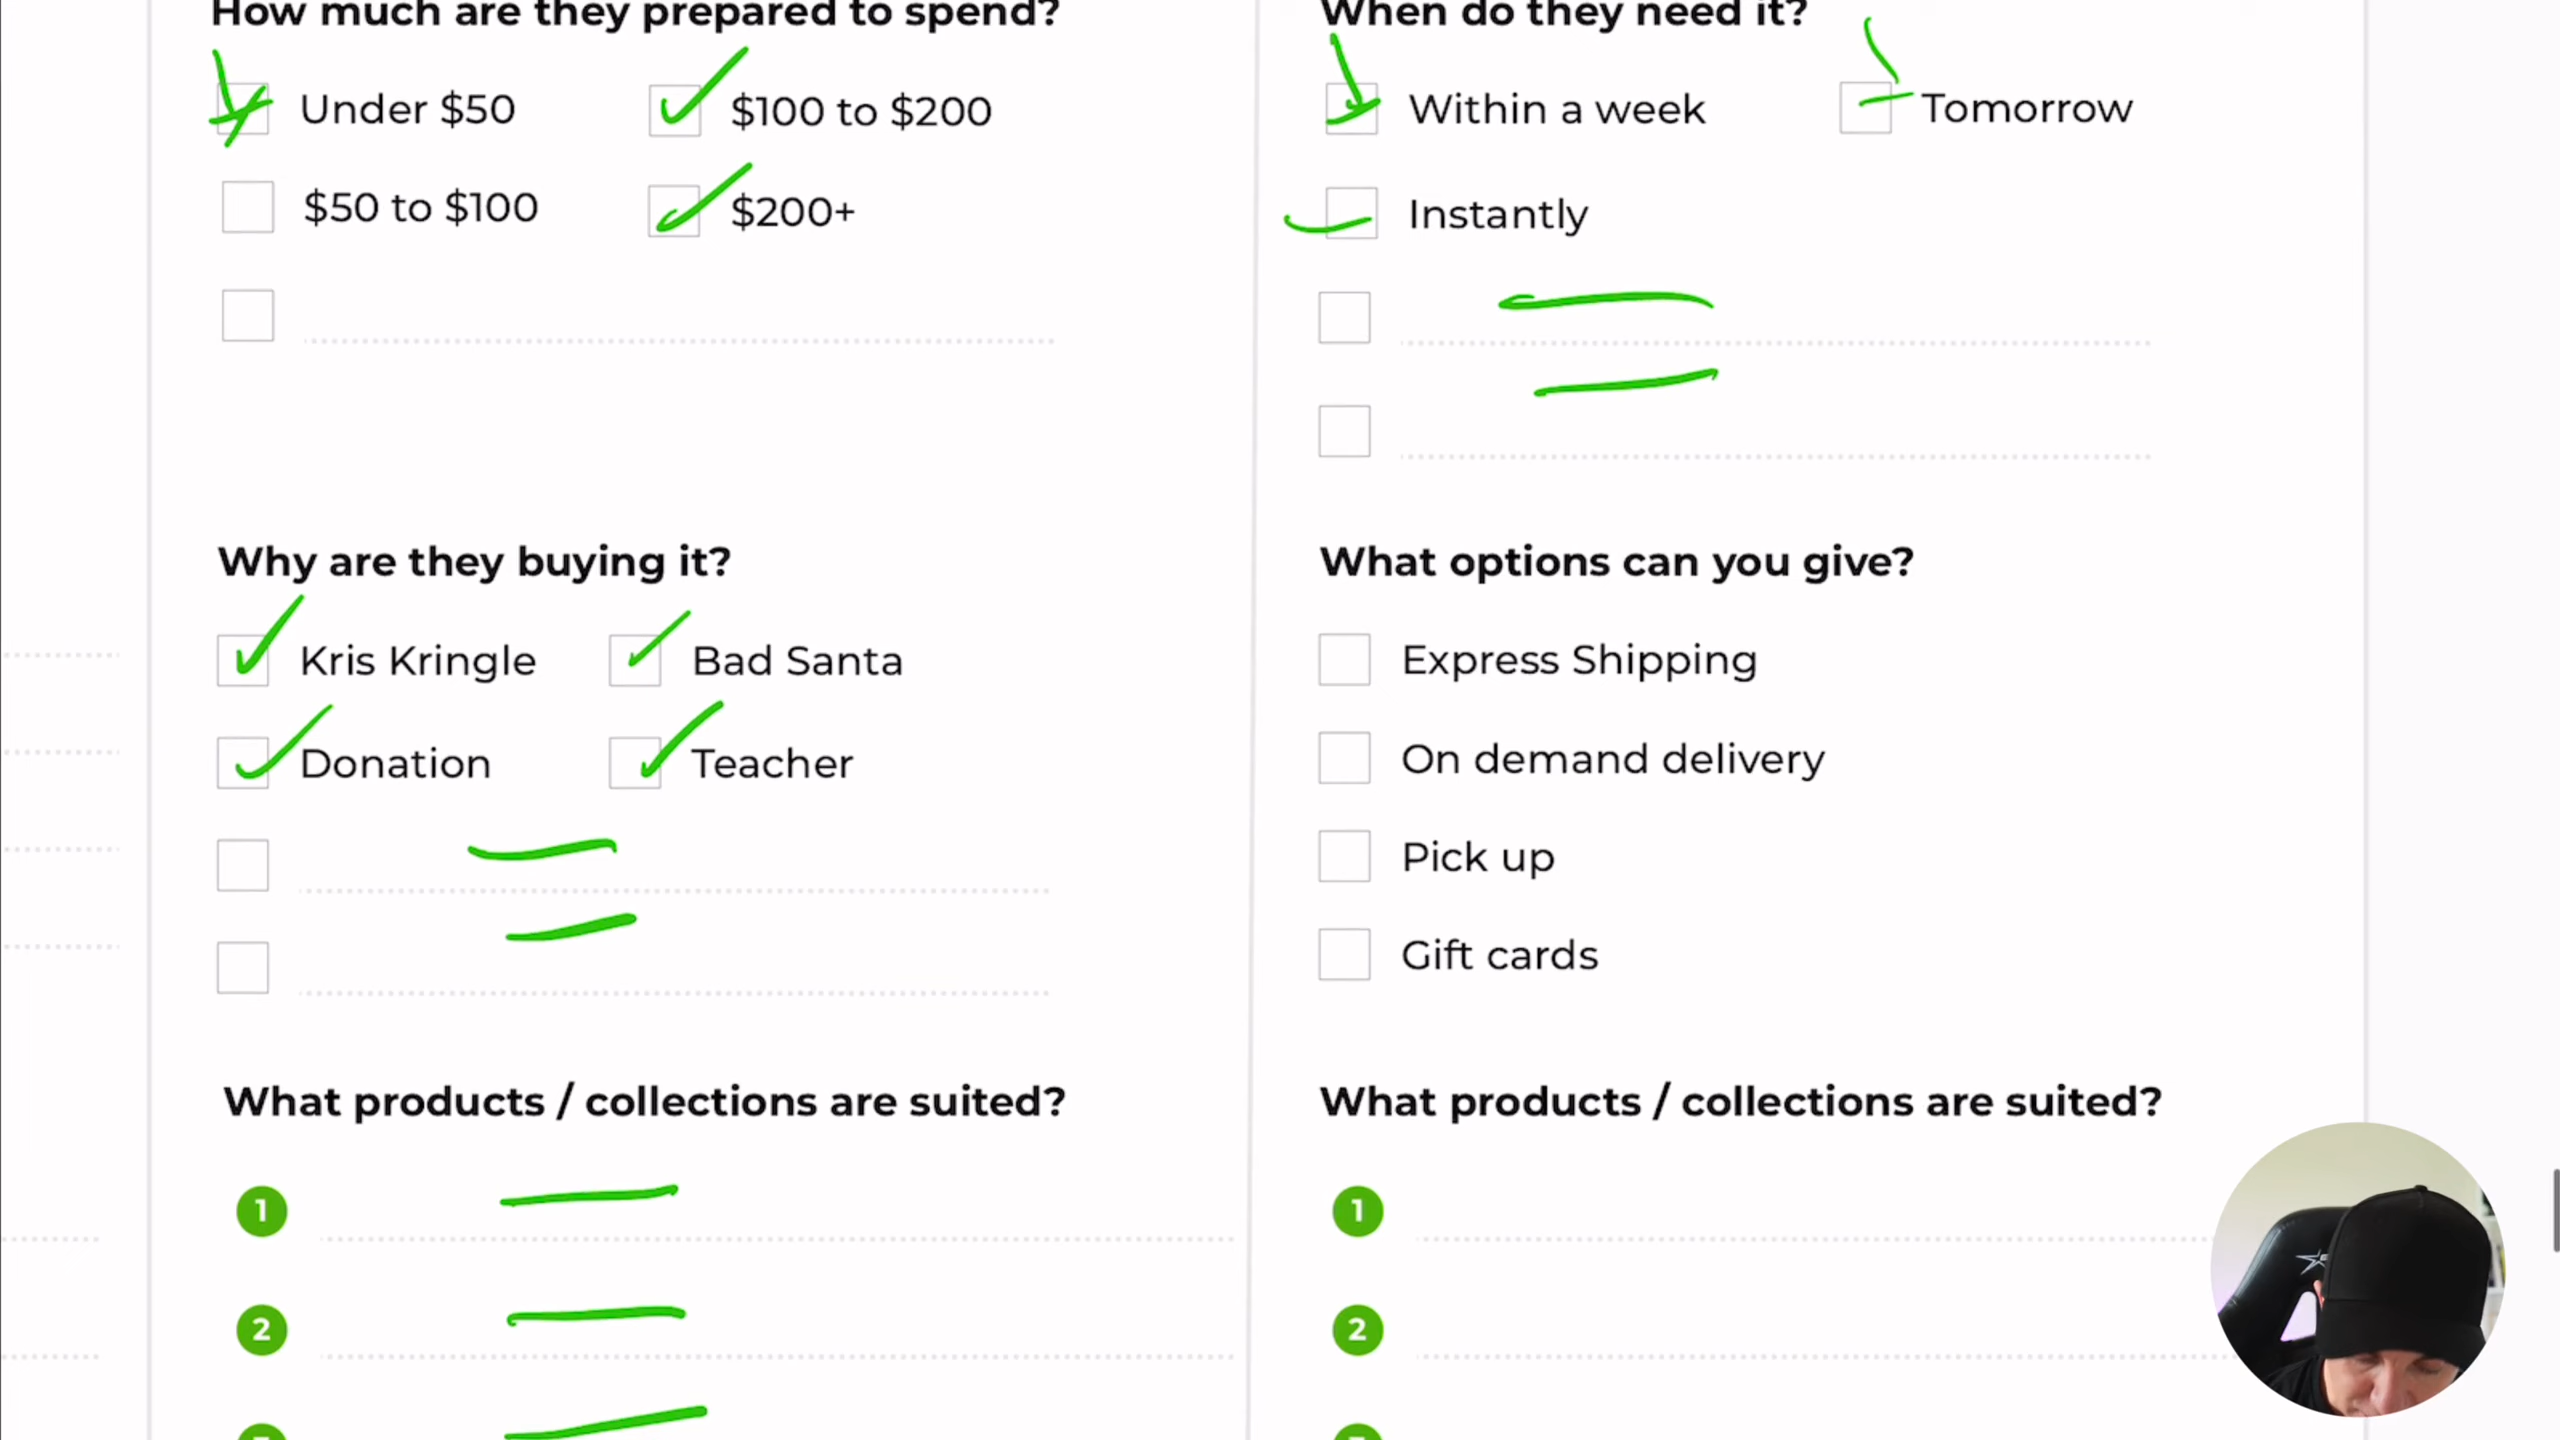 How much are they prepared to spend?
Under $50
$100 to $200
$50 to $100
$200+
Why are they buying it?
Kris Kringle
Bad Santa
Donation
Teacher
What products / collections are suited?
1
2
When do they need it?
Within a week
Tomorrow
Instantly
What options can you give?
Express Shipping
On demand delivery
Pick up
Gift cards
What products / collections are suited?
1
2